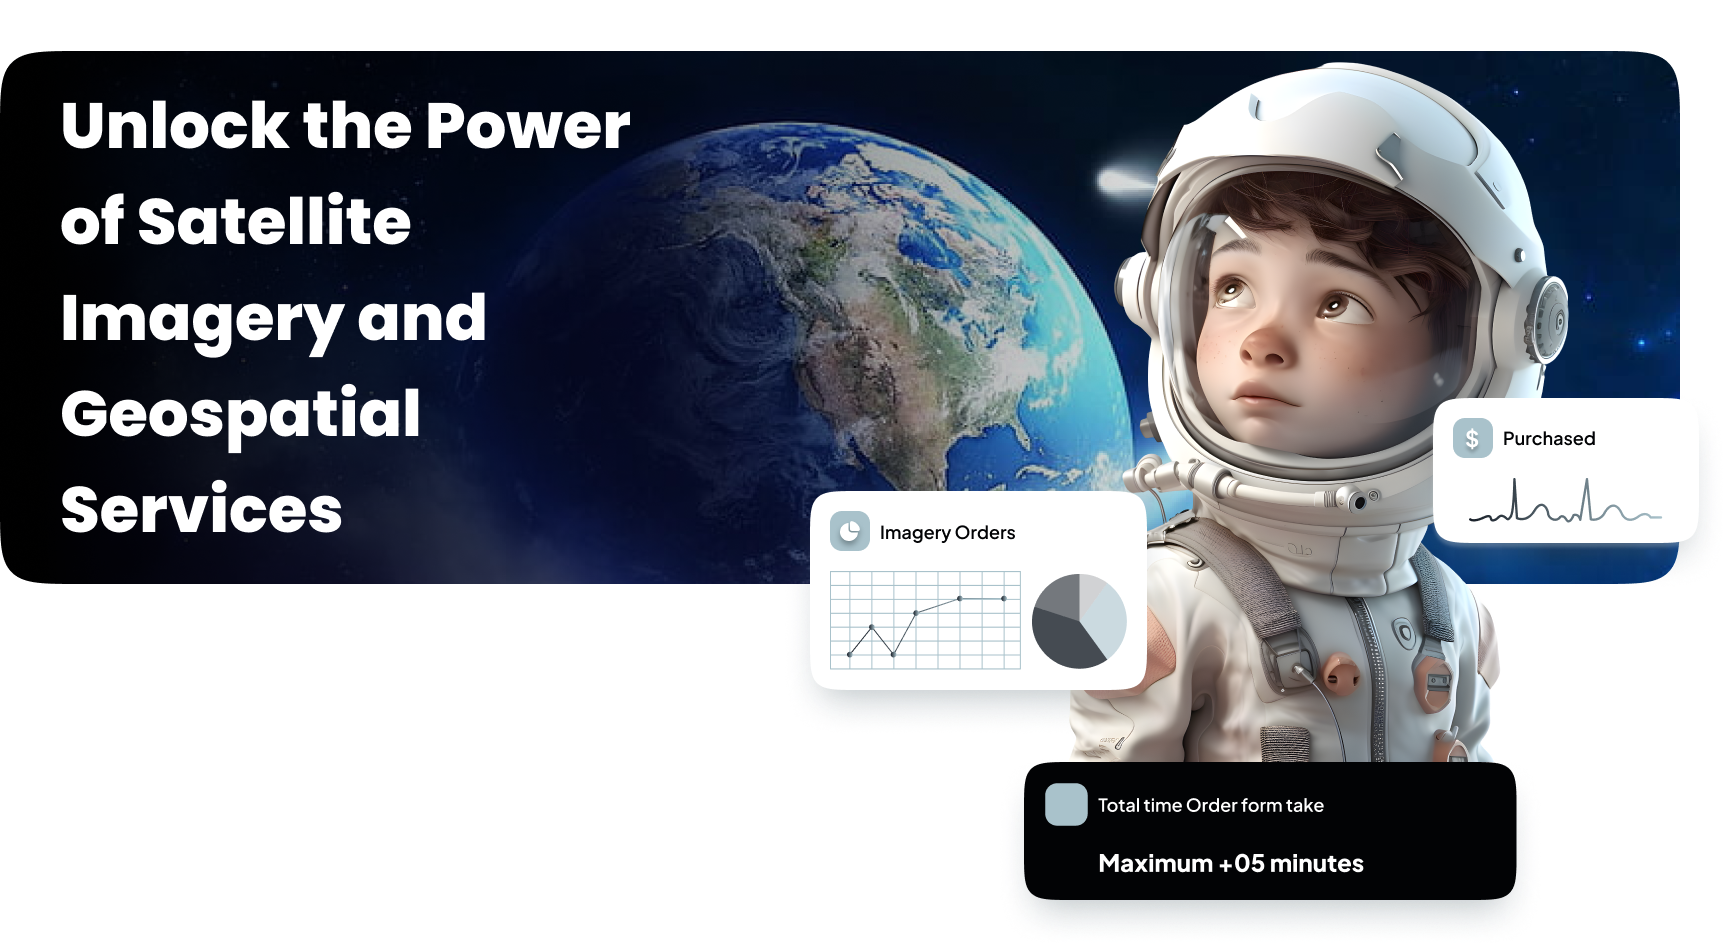 Unlock the Power
of Satellite
Imagery and
Geospatial
Services
$ Purchased
Imagery Orders
Total time Order form take
Maximum +05 minutes